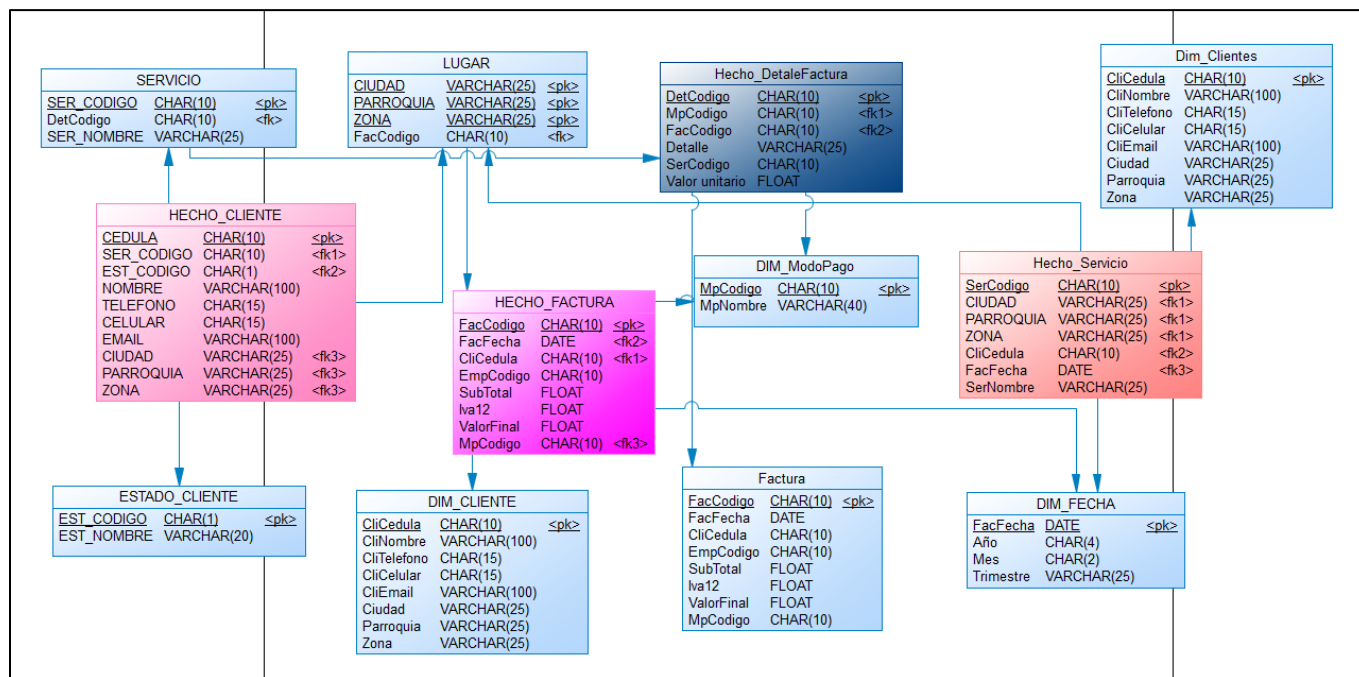 SERVICIO
SER_CODIGO CHAR(10) <pk>
DetCodigo CHAR(10) <fk>
SER_NOMBRE VARCHAR(25)
LUGAR
CIUDAD VARCHAR(25) <pk>
PARROQUIA VARCHAR(25) <pk>
ZONA VARCHAR(25) <pk>
FacCodigo CHAR(10) <fk>
Hecho_DetaleFactura
DetCodigo CHAR(10) <pk>
MpCodigo CHAR(10) <fk1>
FacCodigo CHAR(10) <fk2>
Detalle VARCHAR(25)
SerCodigo CHAR(10)
Valor unitario FLOAT
Dim_Clientes
CliCedula CHAR(10) <pk>
CliNombre VARCHAR(100)
CliTelefono CHAR(15)
CliCelular CHAR(15)
CliEmail VARCHAR(100)
Ciudad VARCHAR(25)
Parroquia VARCHAR(25)
Zona VARCHAR(25)
HECHO_CLIENTE
CEDULA CHAR(10) <pk>
SER_CODIGO CHAR(10) <fk1>
EST_CODIGO CHAR(1) <fk2>
NOMBRE VARCHAR(100)
TELEFONO CHAR(15)
CELULAR CHAR(15)
EMAIL VARCHAR(100)
CIUDAD VARCHAR(25) <fk3>
PARROQUIA VARCHAR(25) <fk3>
ZONA VARCHAR(25) <fk3>
HECHO_FACTURA
FacCodigo CHAR(10) <pk>
FacFecha DATE <fk2>
CliCedula CHAR(10) <fk1>
EmpCodigo CHAR(10)
SubTotal FLOAT
Iva12 FLOAT
ValorFinal FLOAT
MpCodigo CHAR(10) <fk3>
DIM_ModoPago
MpCodigo CHAR(10) <pk>
MpNombre VARCHAR(40)
Hecho_Servicio
SerCodigo CHAR(10) <pk>
CIUDAD VARCHAR(25) <fk1>
PARROQUIA VARCHAR(25) <fk1>
ZONA VARCHAR(25) <fk1>
CliCedula CHAR(10) <fk2>
FacFecha DATE <fk3>
SerNombre VARCHAR(25)
ESTADO_CLIENTE
EST_CODIGO CHAR(1) <pk>
EST_NOMBRE VARCHAR(20)
DIM_CLIENTE
CliCedula CHAR(10) <pk>
CliNombre VARCHAR(100)
CliTelefono CHAR(15)
CliCelular CHAR(15)
CliEmail VARCHAR(100)
Ciudad VARCHAR(25)
Parroquia VARCHAR(25)
Zona VARCHAR(25)
Factura
FacCodigo CHAR(10) <pk>
FacFecha DATE
CliCedula CHAR(10)
EmpCodigo CHAR(10)
SubTotal FLOAT
Iva12 FLOAT
ValorFinal FLOAT
MpCodigo CHAR(10)
DIM_FECHA
FacFecha DATE <pk>
Año CHAR(4)
Mes CHAR(2)
Trimestre VARCHAR(25)